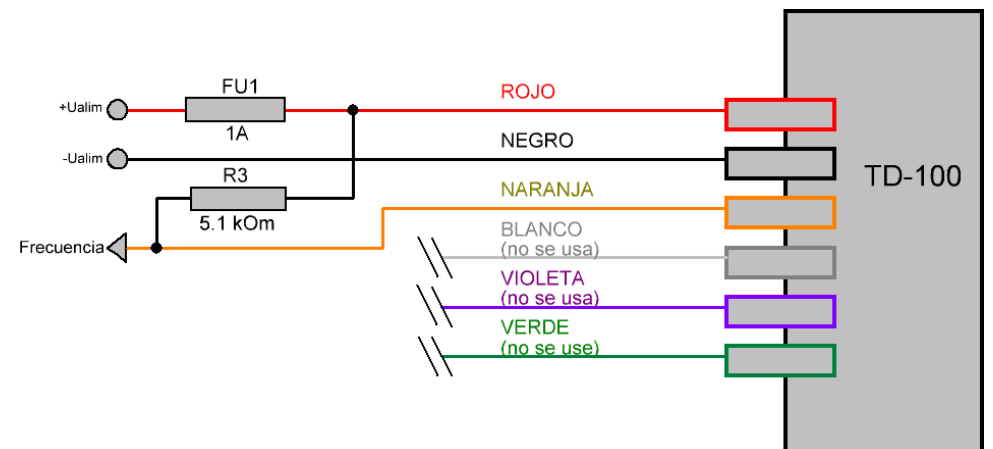 FU1
+Ualim
1A
ROJO
-Ualim
NEGRO
R3
5.1 kOm
NARANJA
Frecuencia
BLANCO
(no se usa)
VIOLETA
(no se usa)
VERDE
(no se use)
TD-100